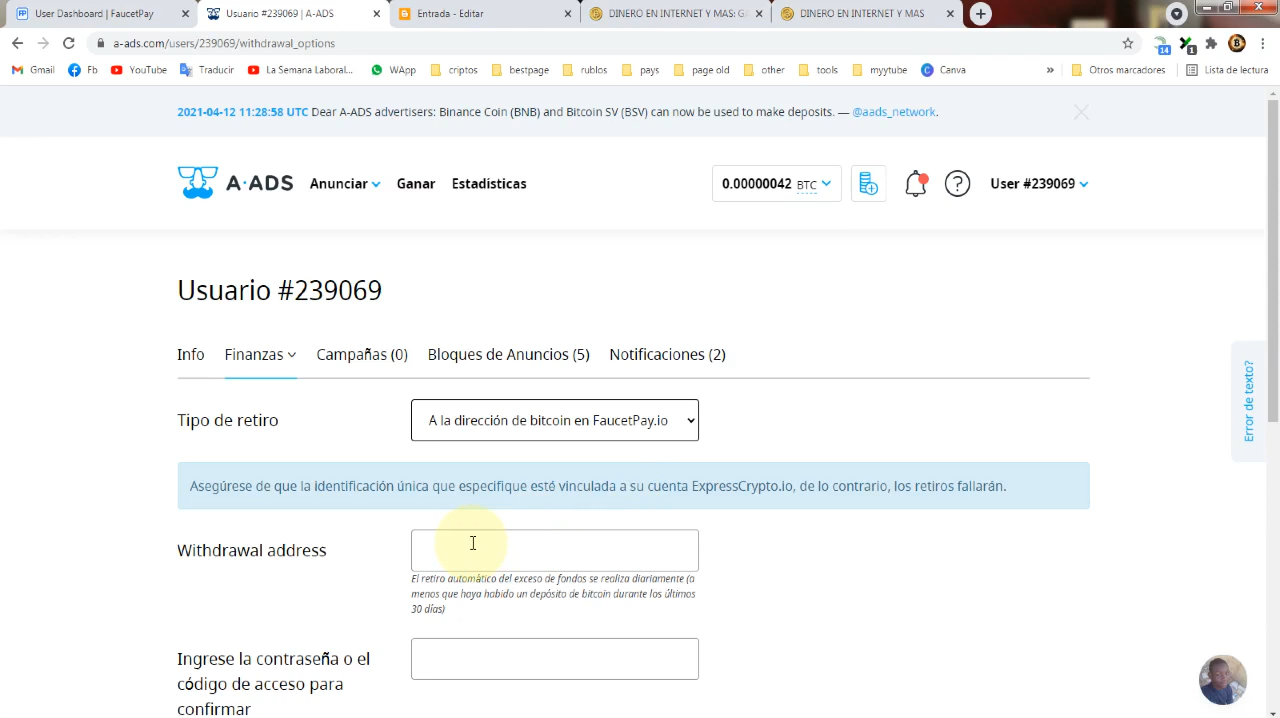 User Dashboard | FaucetPay
Usuario #239069 | A-ADS
Entrada - Editar
DINERO EN INTERNET Y MAS: GA
DINERO EN INTERNET Y MAS
a-ads.com/users/239069/withdrawal_options
14
1
Gmail
Fb
YouTube
Traduc
La Semana Laboral...
WApp
criptos
bestpage
rublos
pays
page old
other
tools
myytube
Canva
»
Otros marcadores
Lista de lectura
2021-04-12 11:28:58 UTC Dear A-ADS advertisers: Binance Coin (BNB) and Bitcoin SV (BSV) can now be used to make deposits. — @aads_network.
A·ADS
Anunciar
Ganar
Estadísticas
0.00000042 BTC
User #239069
Usuario #239069
Info
Finanzas
Campañas (0)
Bloques de Anuncios (5)
Notificaciones (2)
Tipo de retiro
A la dirección de bitcoin en FaucetPay.io
Asegúrese de que la identificación única que especifique esté vinculada a su cuenta ExpressCrypto.io, de lo contrario, los retiros fallarán.
Withdrawal address
El retiro automático del exceso de fondos se realiza diariamente (a
menos que haya habido un depósito de bitcoin durante los últimos
30 días)
Ingrese la contraseña o el
código de acceso para
confirmar
Error de texto?